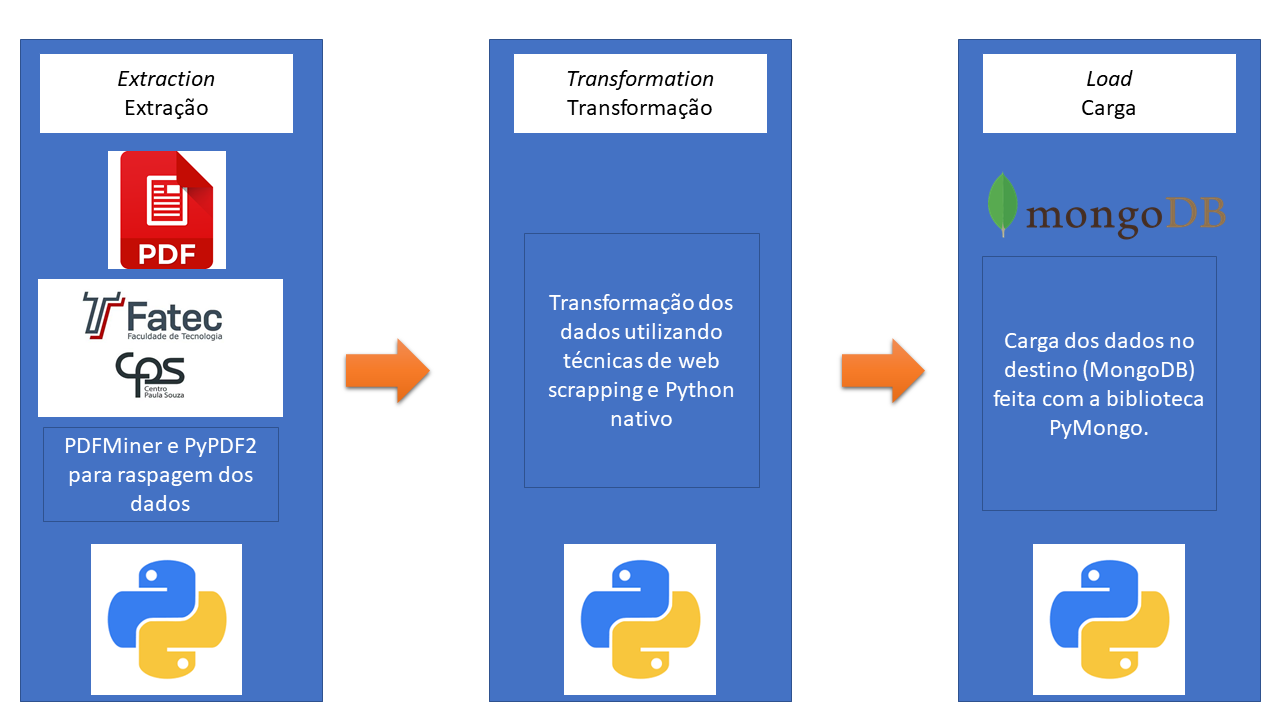 Extraction
Extração
PDF
Fatec
Faculdade de Tecnologia
cps
Centro
Paula Souza
PDFMiner e PyPDF2
para raspagem dos
dados
Transformation
Transformação
Transformação dos
dados utilizando
técnicas de web
scrapping e Python
nativo
Load
Carga
mongoDB
Carga dos dados no
destino (MongoDB)
feita com a biblioteca
PyMongo.